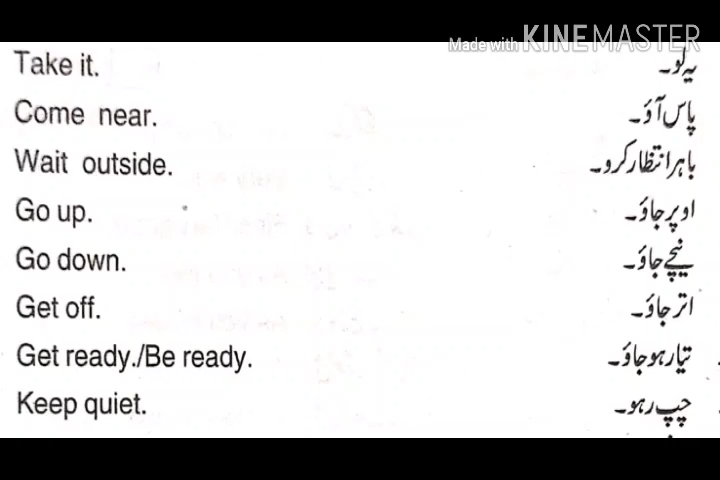 Made with KINEMASTER
Take it. یہ لو۔
Come near. پاس آؤ۔
Wait outside. باہر انتظار کرو۔
Go up. اوپر جاؤ۔
Go down. نیچے جاؤ۔
Get off. اتر جاؤ۔
Get ready./Be ready. تیار ہو جاؤ۔
Keep quiet. چپ رہو۔